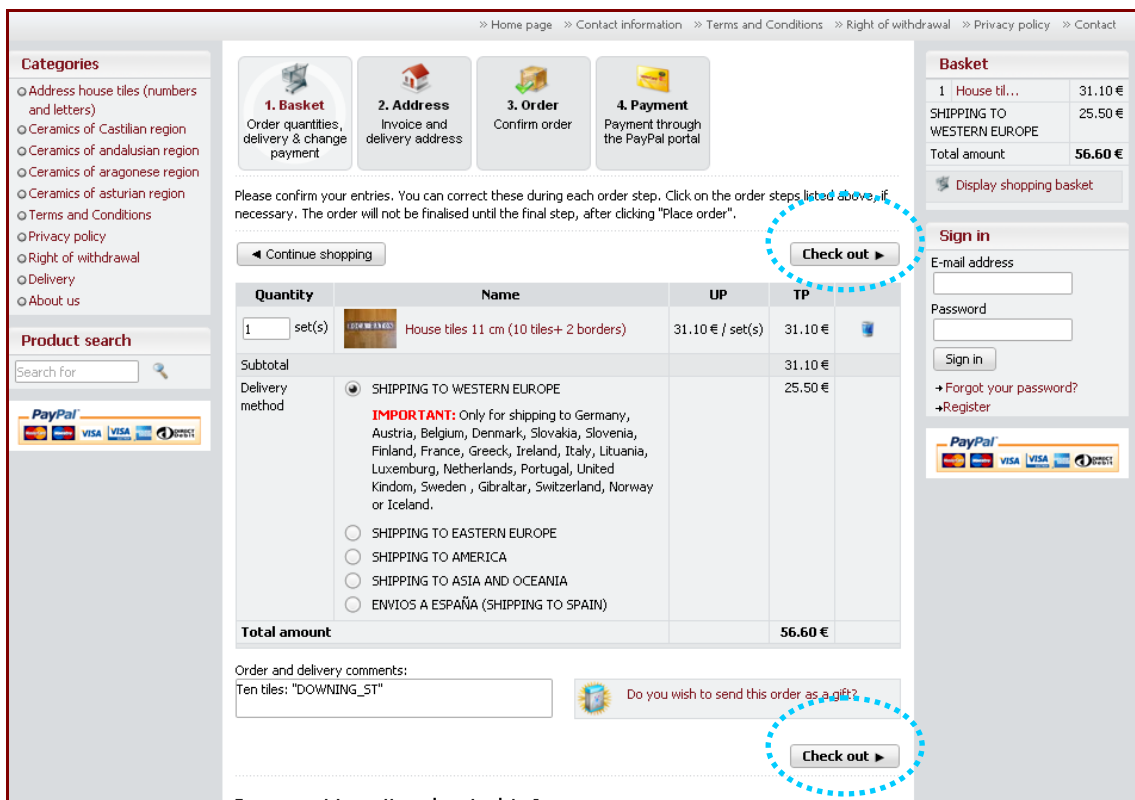 » Home page » Contact information » Terms and Conditions » Right of withdrawal » Privacy policy » Contact
Categories
Address house tiles (numbers
and letters)
Ceramics of Castilian region
Ceramics of andalusian region
Ceramics of aragonese region
Ceramics of asturian region
Terms and Conditions
Privacy policy
Right of withdrawal
Delivery
About us
Product search
Search for
PayPal
VISA VISA DIRECT Debit
1. Basket
Order quantities,
delivery & change
payment
2. Address
Invoice and
delivery address
3. Order
Confirm order
4. Payment
Payment through
the PayPal portal
Please confirm your entries. You can correct these during each order step. Click on the order steps listed above, if
necessary. The order will not be finalised until the final step, after clicking "Place order".
◄ Continue shopping
Check out ►
Quantity Name UP TP
1 set(s) BOCA RATON House tiles 11 cm (10 tiles+ 2 borders) 31.10 € / set(s) 31.10 €
Subtotal 31.10 €
Delivery
method
SHIPPING TO WESTERN EUROPE 25.50 €
IMPORTANT: Only for shipping to Germany,
Austria, Belgium, Denmark, Slovakia, Slovenia,
Finland, France, Greeck, Ireland, Italy, Lituania,
Luxemburg, Netherlands, Portugal, United
Kindom, Sweden , Gibraltar, Switzerland, Norway
or Iceland.
SHIPPING TO EASTERN EUROPE
SHIPPING TO AMERICA
SHIPPING TO ASIA AND OCEANIA
ENVIOS A ESPAÑA (SHIPPING TO SPAIN)
Total amount 56.60 €
Order and delivery comments:
Ten tiles: "DOWNING_ST"
Do you wish to send this order as a gift?
Check out ►
Basket
1 House til... 31.10 €
SHIPPING TO
WESTERN EUROPE
25.50 €
Total amount 56.60 €
Display shopping basket
Sign in
E-mail address
Password
Sign in
→Forgot your password?
→Register
PayPal
VISA VISA DIRECT Debit